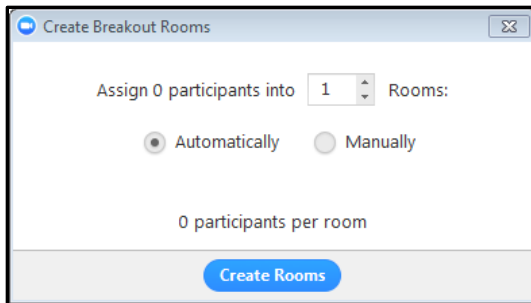 Create Breakout Rooms
Assign 0 participants into 1 Rooms:
Automatically Manually
0 participants per room
Create Rooms